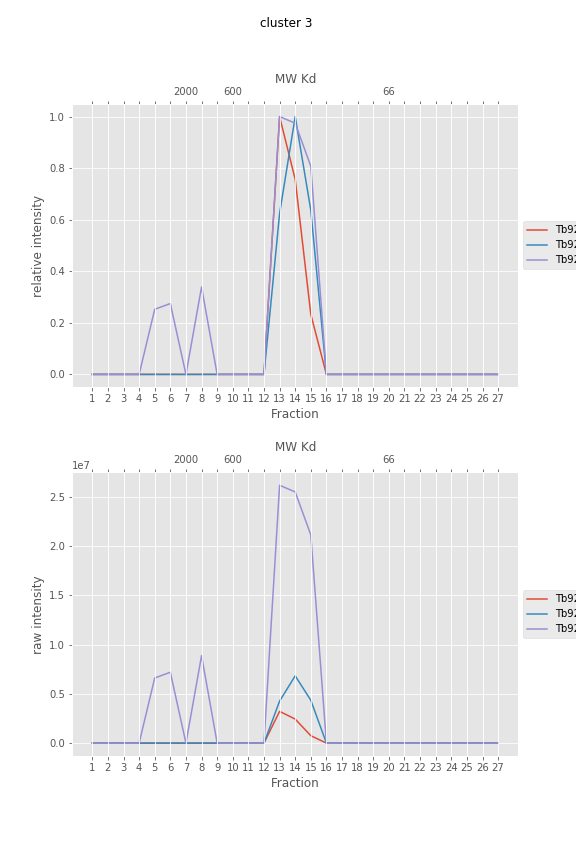 cluster 3
MW Kd
2000 600 66
1.0
0.8
0.6
0.4
0.2
0.0
relative intensity
Tb92
Tb92
Tb92
1 2 3 4 5 6 7 8 9 10 11 12 13 14 15 16 17 18 19 20 21 22 23 24 25 26 27
Fraction
MW Kd
2000 600 66
1e7
2.5
2.0
1.5
1.0
0.5
0.0
raw intensity
Tb92
Tb92
Tb92
1 2 3 4 5 6 7 8 9 10 11 12 13 14 15 16 17 18 19 20 21 22 23 24 25 26 27
Fraction